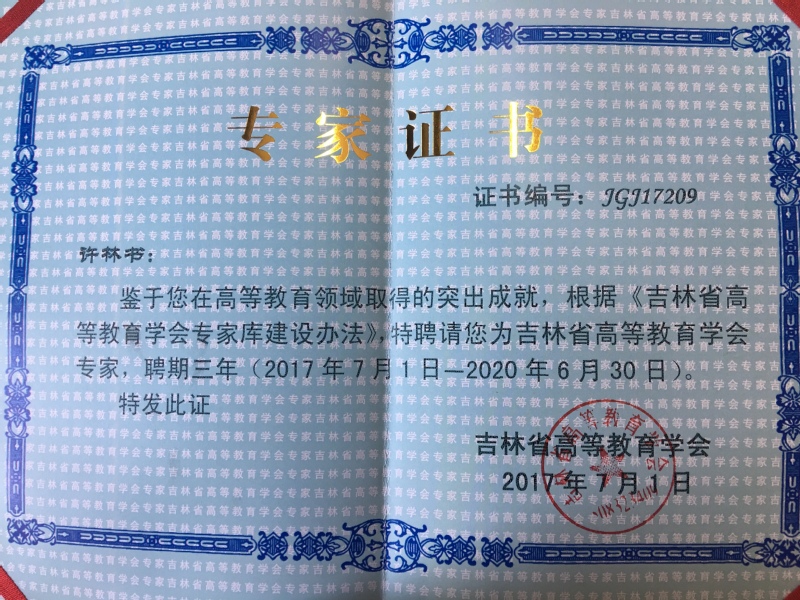 专家证书
证书编号：JGJ17209
许林书：
鉴于您在高等教育领域取得的突出成就，根据《吉林省高
等教育学会专家库建设办法》，特聘请您为吉林省高等教育学会
专家，聘期三年（2017年7月1日—2020年6月30日）。
特发此证
吉林省高等教育学会
2017年7月1日